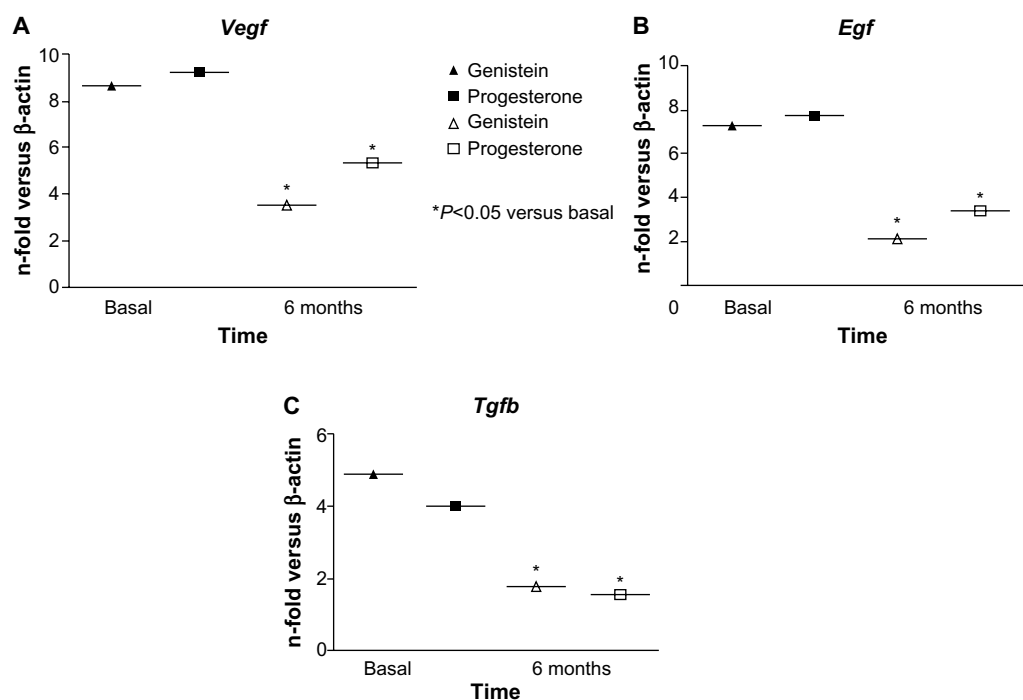 A
Vegf
n-fold versus β-actin
10
8
6
4
2
0
*
*
Basal
6 months
Time
Genistein
Progesterone
Genistein
Progesterone
*P<0.05 versus basal
B
Egf
n-fold versus β-actin
10
8
6
4
2
0
*
*
Basal
6 months
Time
C
Tgfb
n-fold versus β-actin
6
4
2
0
*
*
Basal
6 months
Time